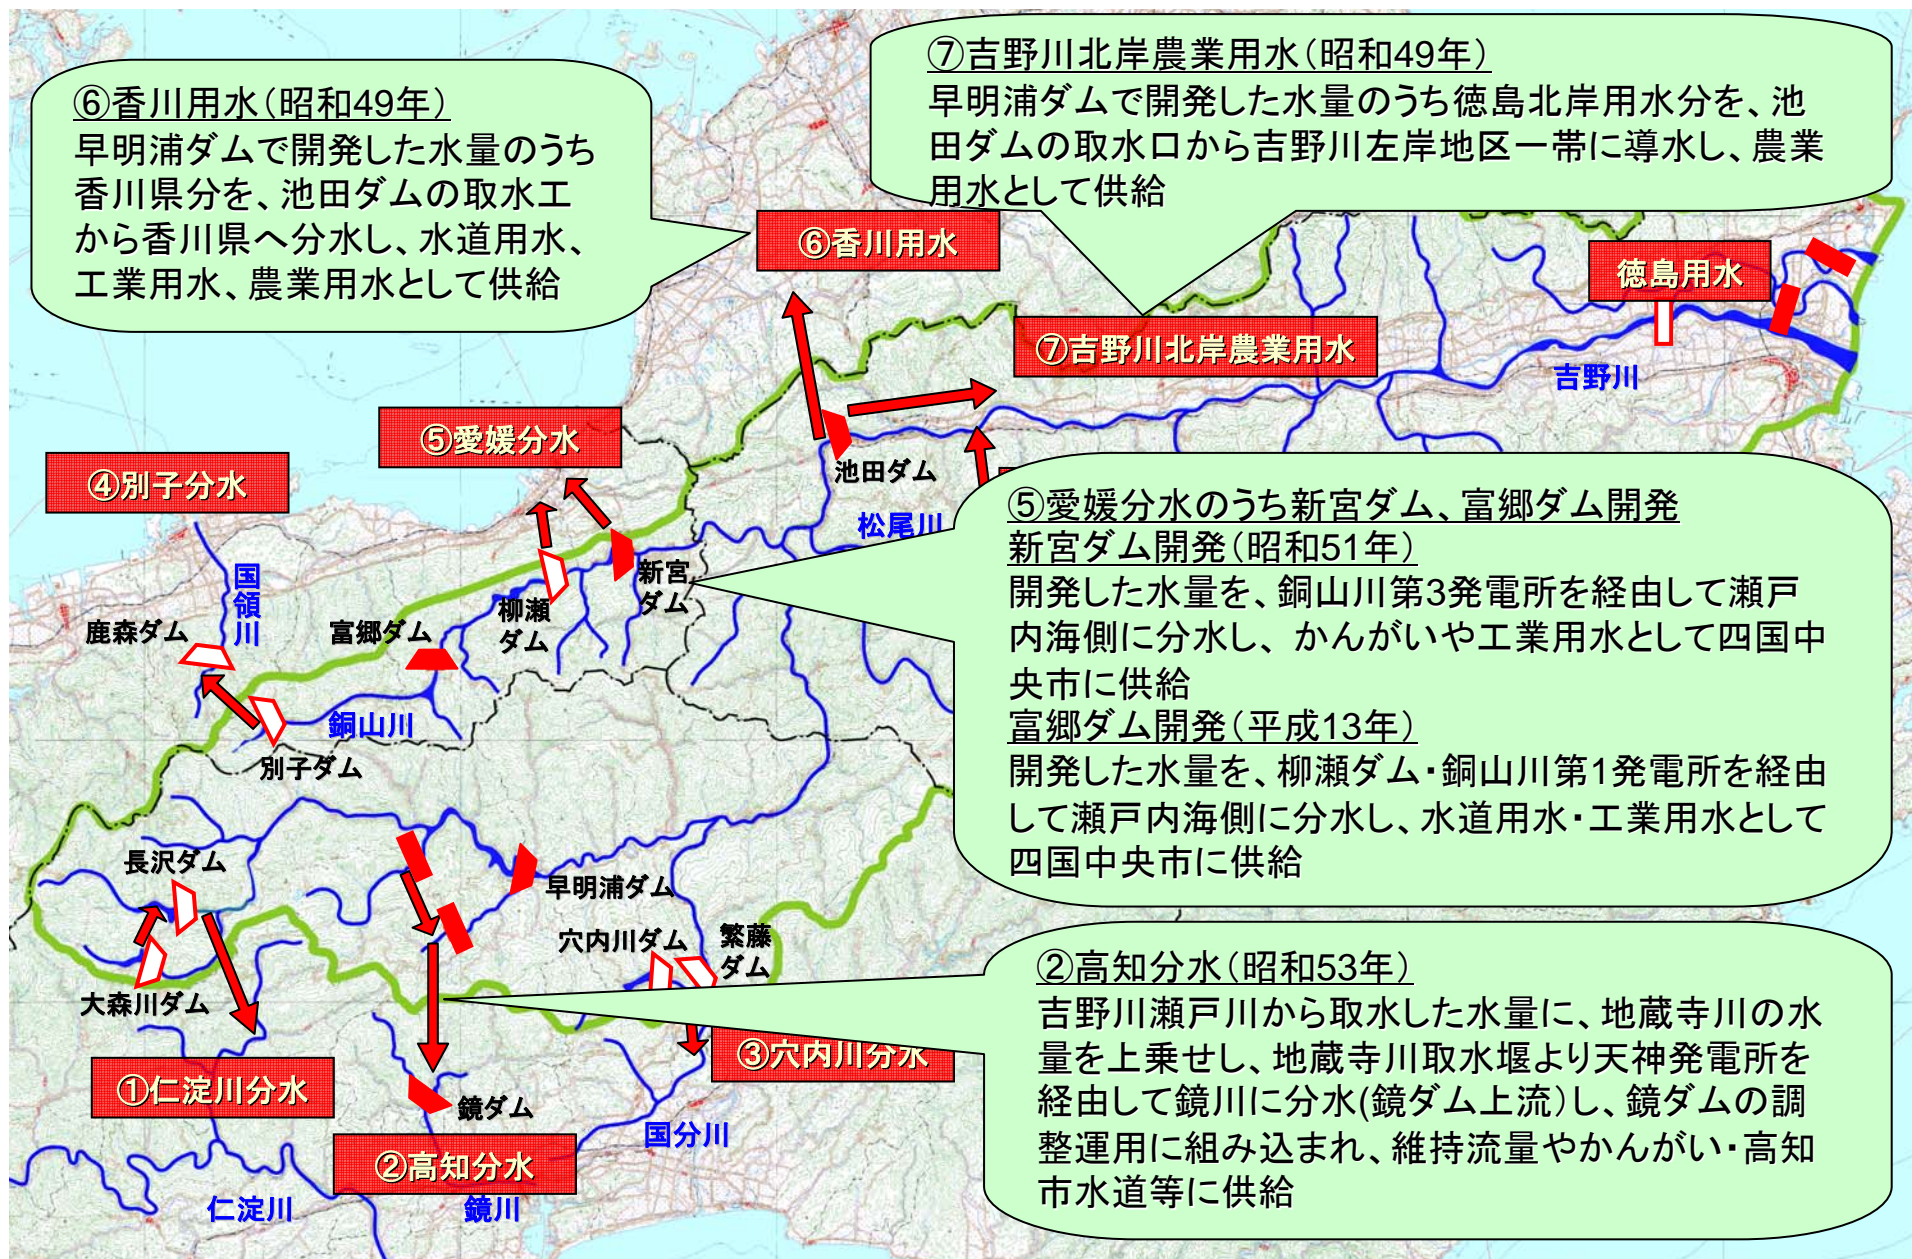 ⑥香川用水（昭和49年）
早明浦ダムで開発した水量のうち
香川県分を、池田ダムの取水工
から香川県へ分水し、水道用水、
工業用水、農業用水として供給
⑦吉野川北岸農業用水（昭和49年）
早明浦ダムで開発した水量のうち徳島北岸用水分を、池
田ダムの取水口から吉野川左岸地区一帯に導水し、農業
用水として供給
⑥香川用水
徳島用水
⑦吉野川北岸農業用水
吉野川
⑤愛媛分水
④別子分水
池田ダム
松尾川
⑤愛媛分水のうち新宮ダム、富郷ダム開発
新宮ダム開発（昭和51年）
開発した水量を、銅山川第3発電所を経由して瀬戸
内海側に分水し、かんがいや工業用水として四国中
央市に供給
富郷ダム開発（平成13年）
開発した水量を、柳瀬ダム・銅山川第1発電所を経由
して瀬戸内海側に分水し、水道用水・工業用水として
四国中央市に供給
国領川
新宮
ダム
柳瀬
ダム
鹿森ダム
富郷ダム
銅山川
別子ダム
長沢ダム
早明浦ダム
穴内川ダム
繁藤
ダム
大森川ダム
②高知分水（昭和53年）
吉野川瀬戸川から取水した水量に、地蔵寺川の水
量を上乗せし、地蔵寺川取水堰より天神発電所を
経由して鏡川に分水(鏡ダム上流）し、鏡ダムの調
整運用に組み込まれ、維持流量やかんがい・高知
市水道等に供給
③穴内川分水
①仁淀川分水
鏡ダム
国分川
②高知分水
仁淀川
鏡川